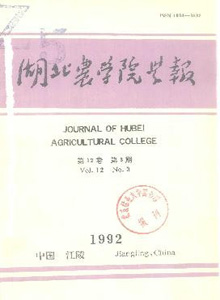 湖北农学院学报
JOURNAL OF HUBEI
AGRICULTURAL COLLEGE
第12卷 第3期
Vol. 12 No. 3
1992
中国 江陵 Jiangling,China